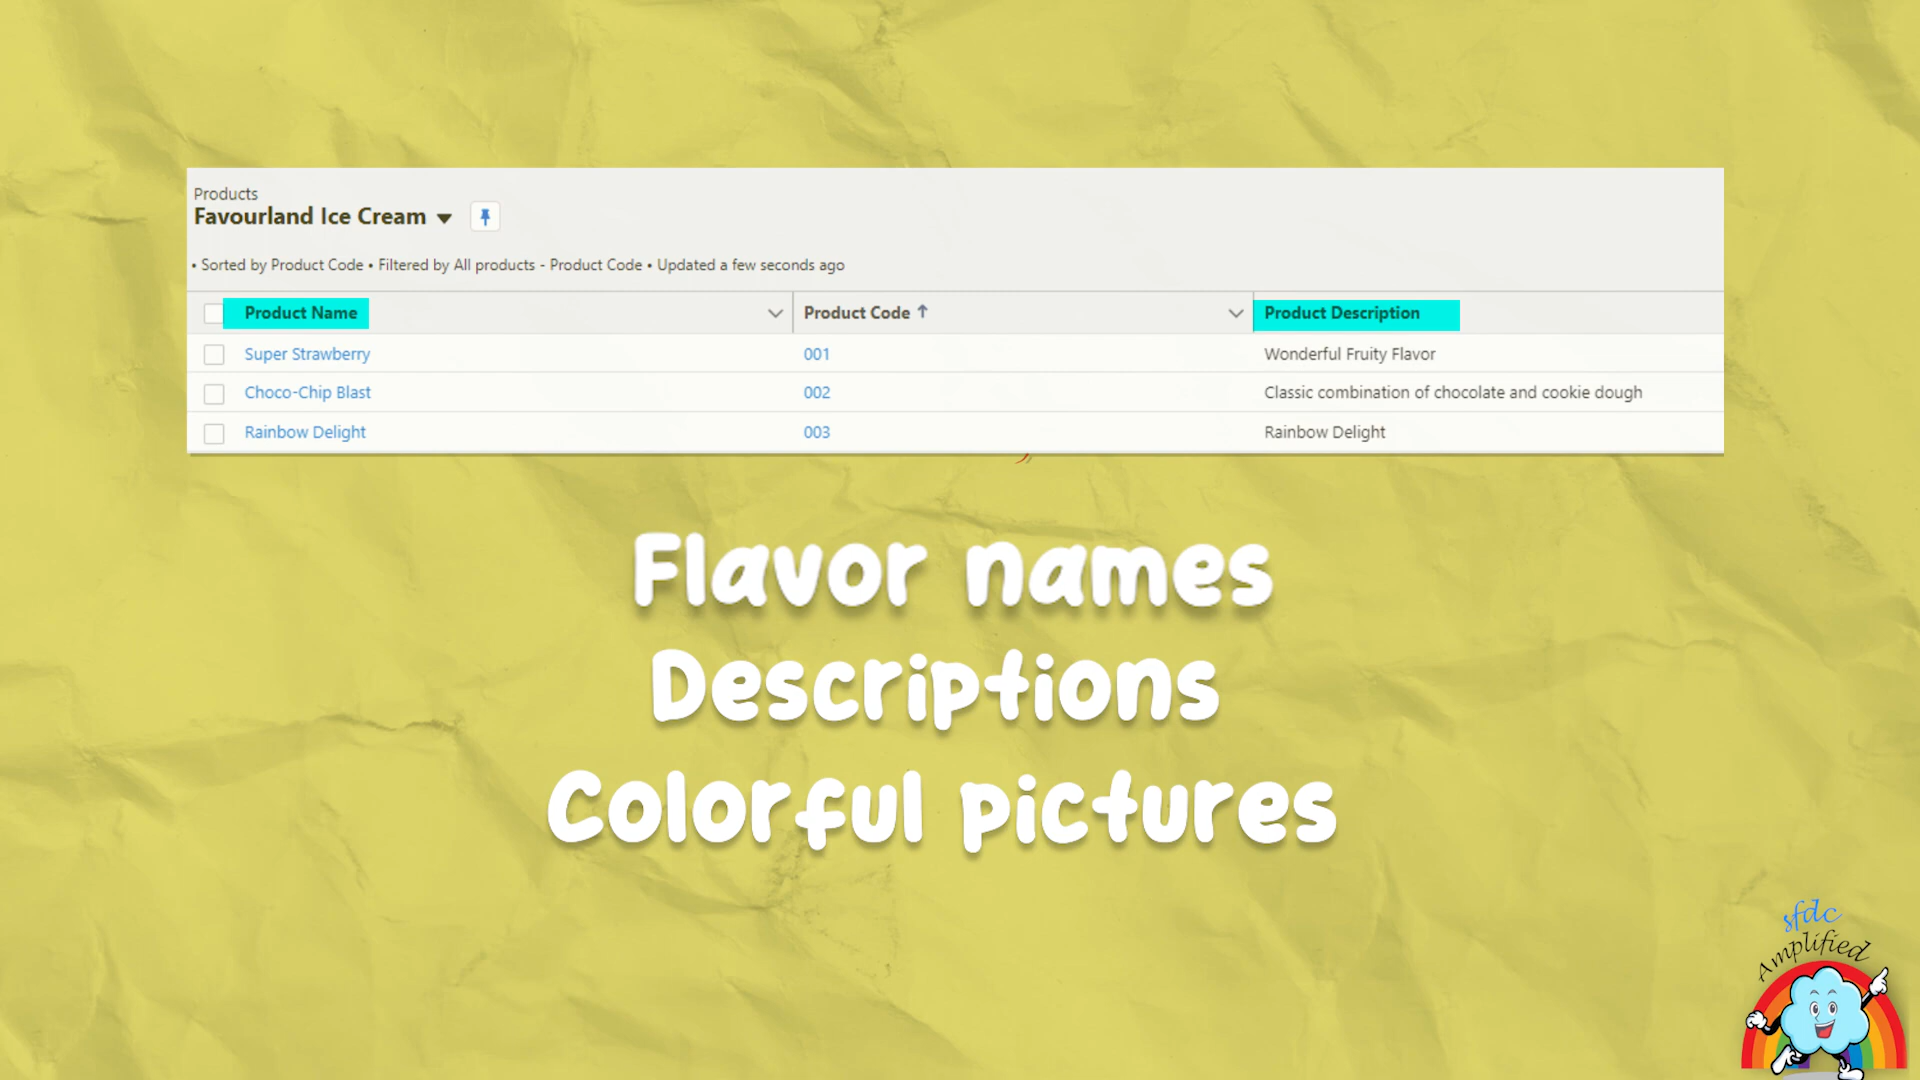 Products
Favourland Ice Cream
• Sorted by Product Code • Filtered by All products - Product Code • Updated a few seconds ago
Product Name Product Code Product Description
Super Strawberry 001 Wonderful Fruity Flavor
Choco-Chip Blast 002 Classic combination of chocolate and cookie dough
Rainbow Delight 003 Rainbow Delight
Flavor names
Descriptions
Colorful pictures
sfdc
Amplified